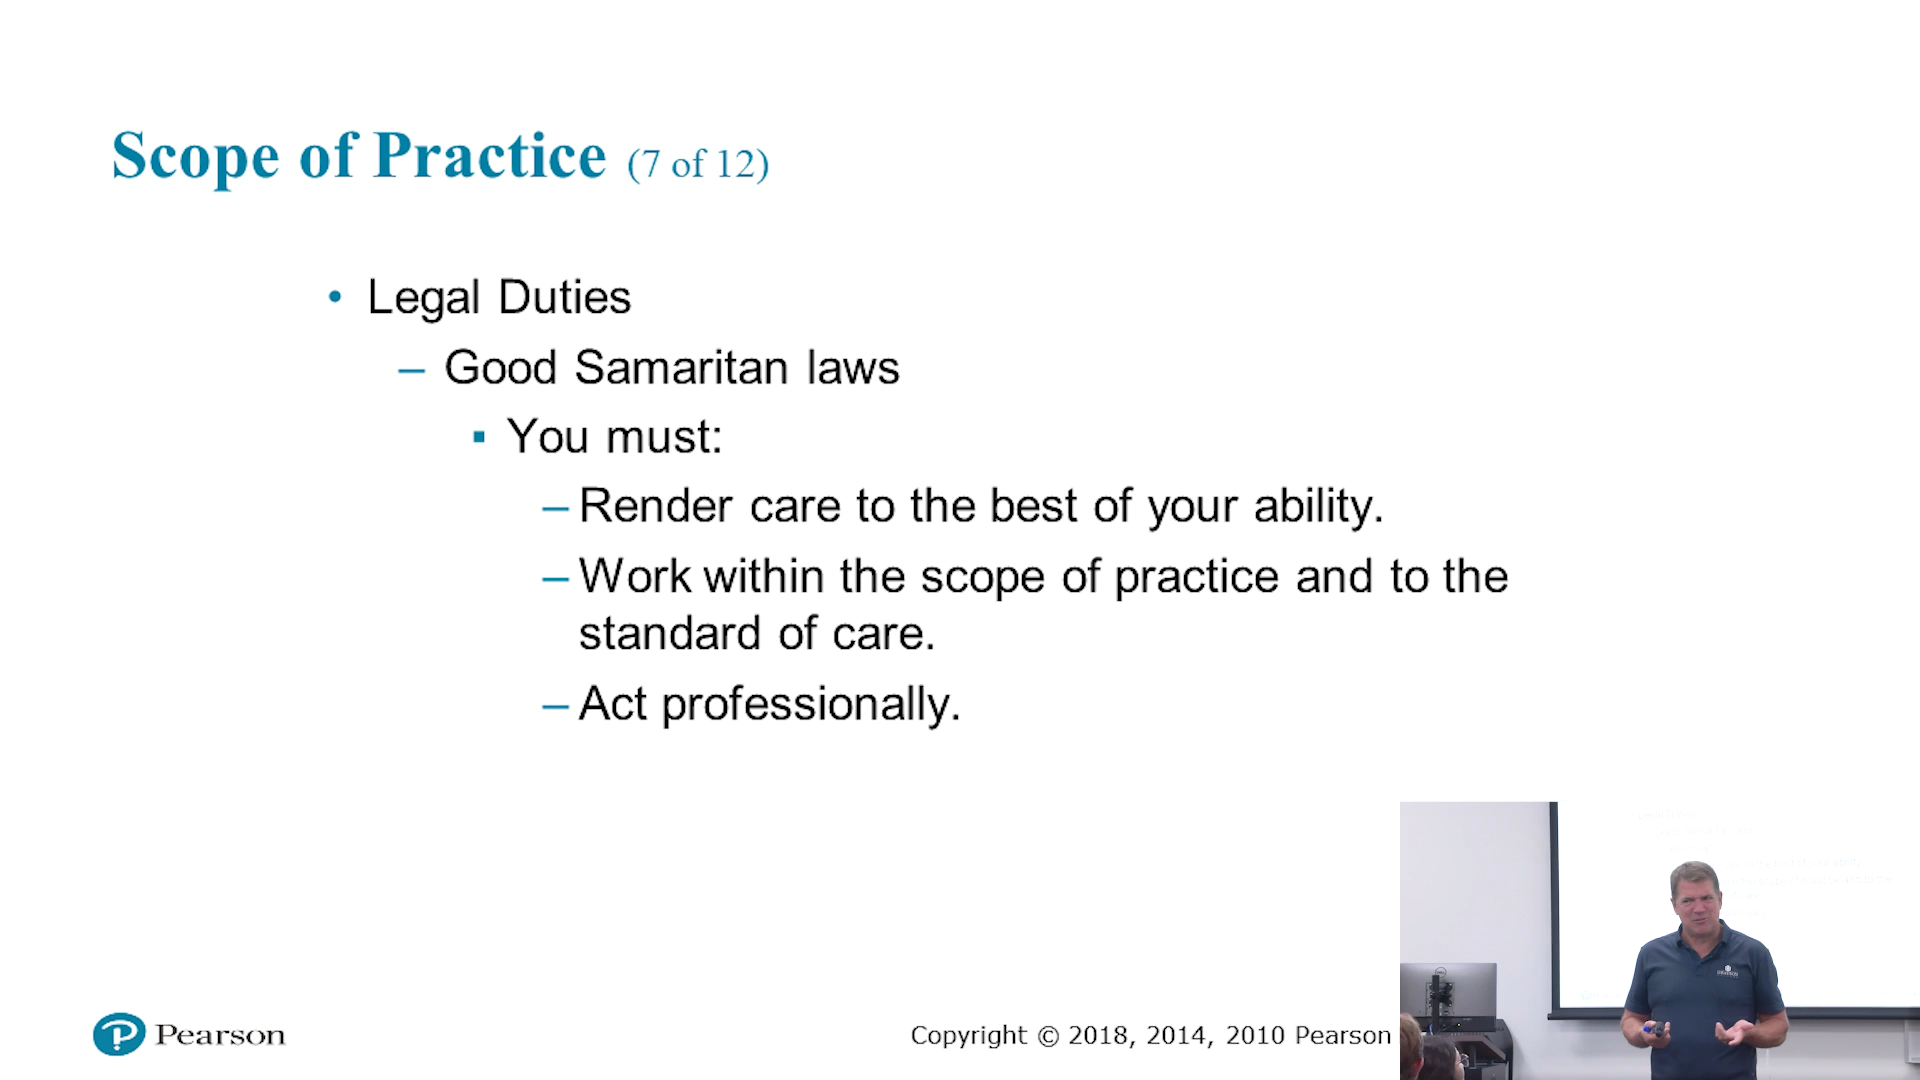 Scope of Practice (7 of 12)
• Legal Duties
– Good Samaritan laws
▪ You must:
– Render care to the best of your ability.
– Work within the scope of practice and to the
standard of care.
– Act professionally.
Pearson
Copyright © 2018, 2014, 2010 Pearson